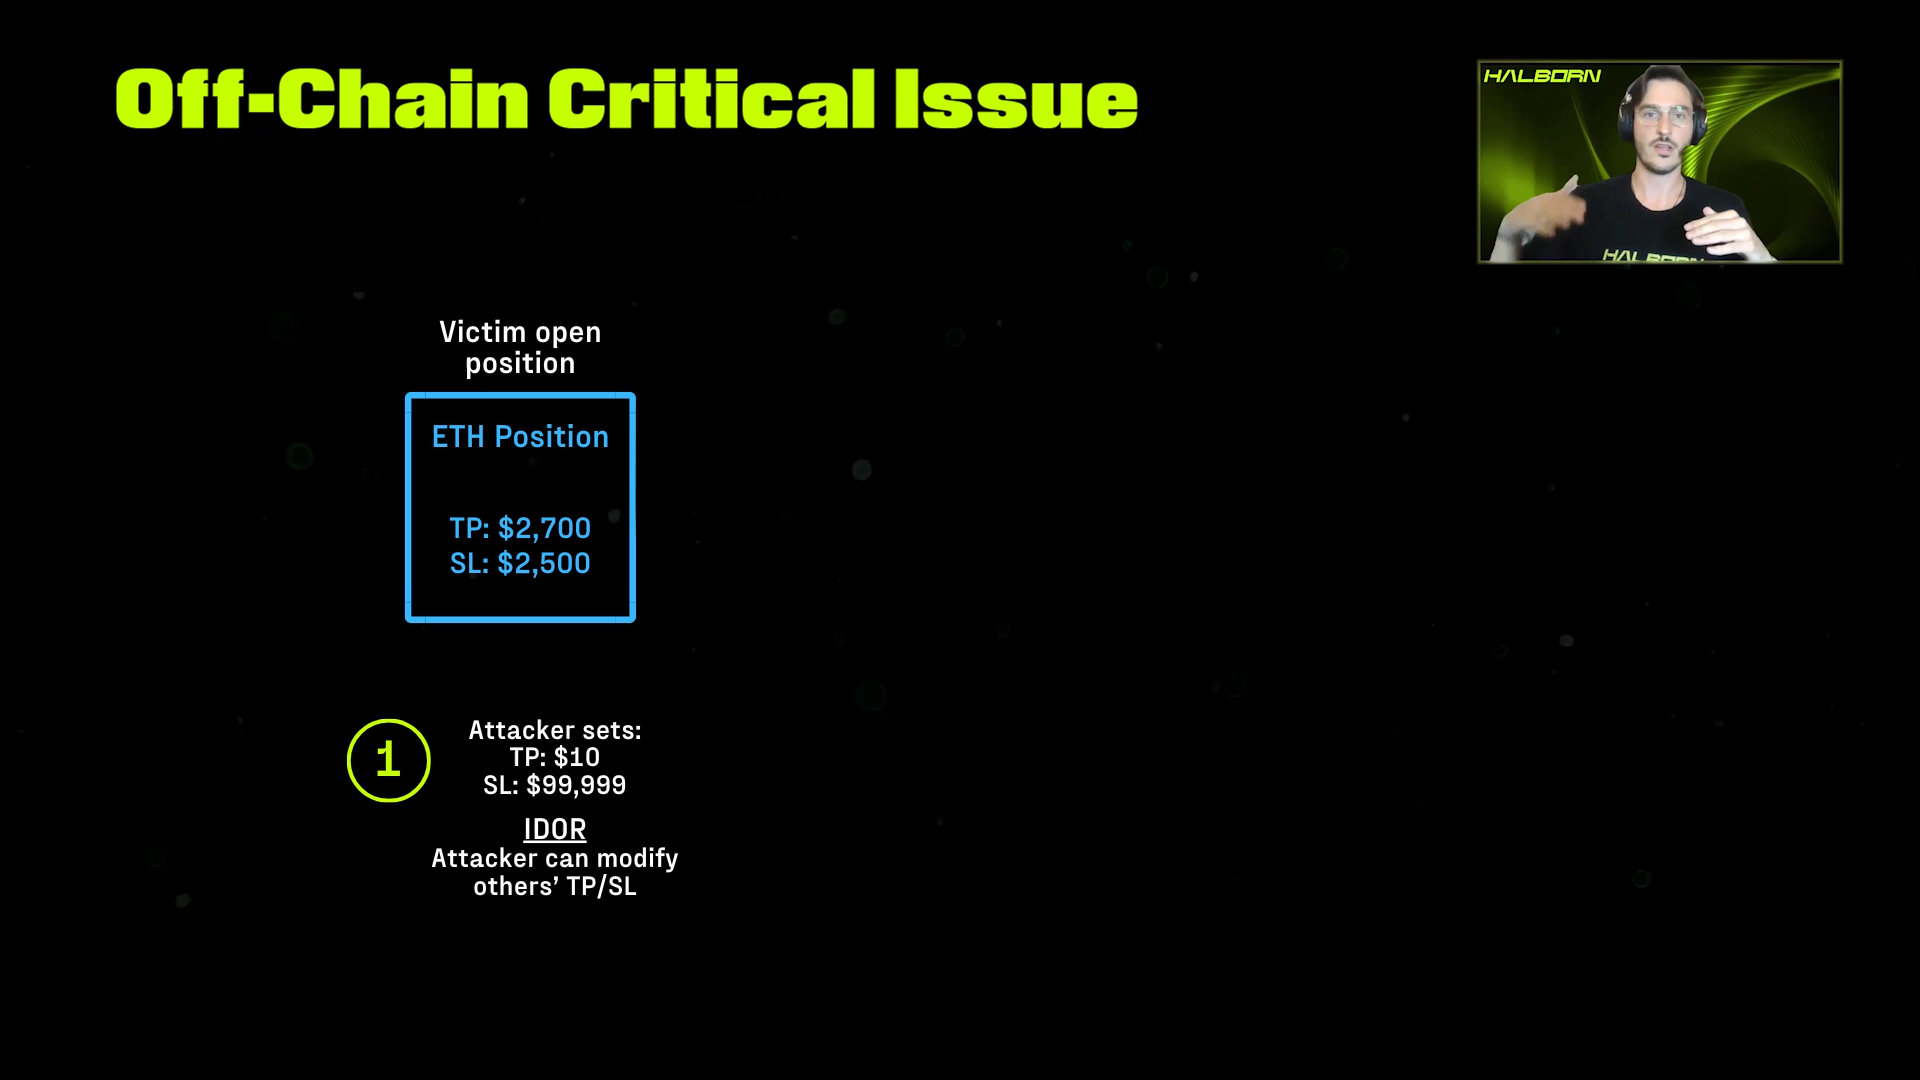 Off-Chain Critical Issue
HALBORN
HALBORN
Victim open
position
ETH Position
TP: $2,700
SL: $2,500
1
Attacker sets:
TP: $10
SL: $99,999
IDOR
Attacker can modify
others’ TP/SL